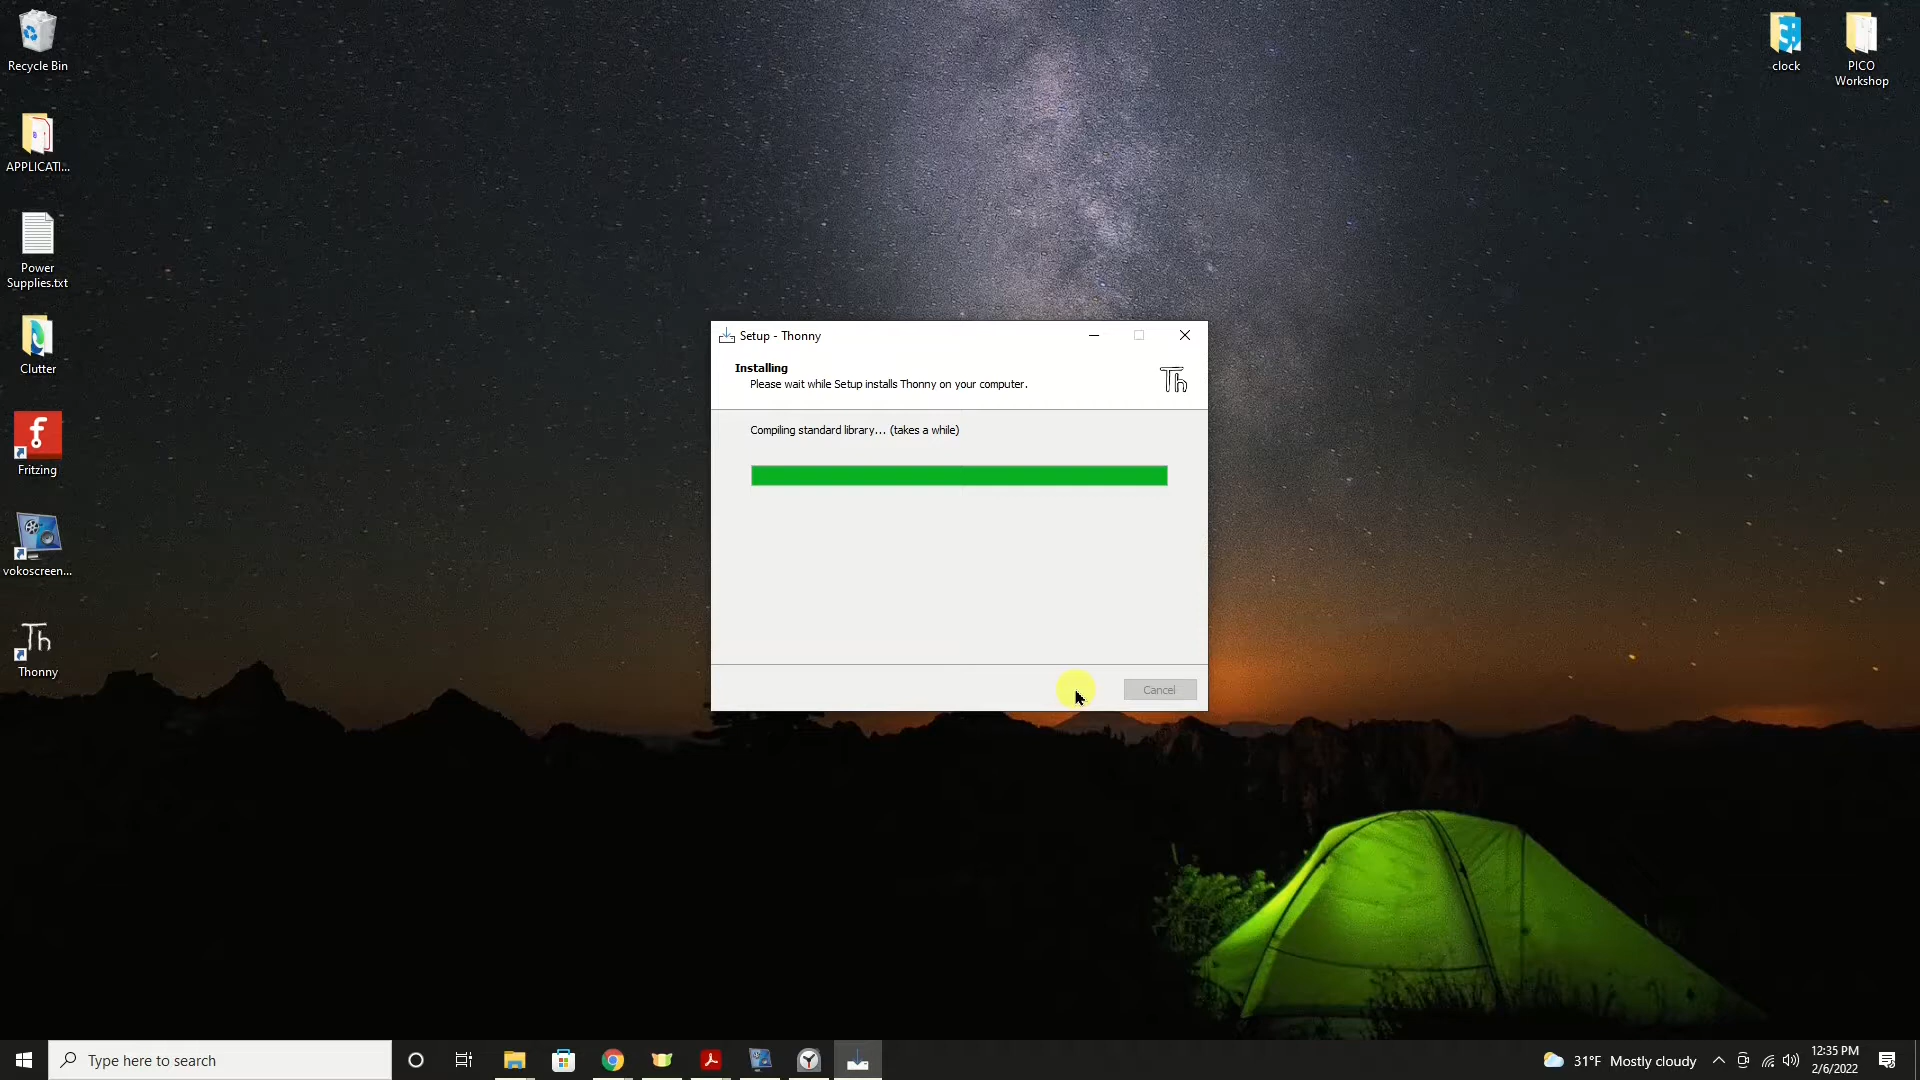 Recycle Bin
APPLICATI...
Power
Supplies.txt
Clutter
Fritzing
vokoscreen...
Th
Thonny
clock
PICO
Workshop
Setup - Thonny
Installing
Please wait while Setup installs Thonny on your computer.
Th
Compiling standard library... (takes a while)
Cancel
Type here to search
31°F Mostly cloudy
12:35 PM
2/6/2022